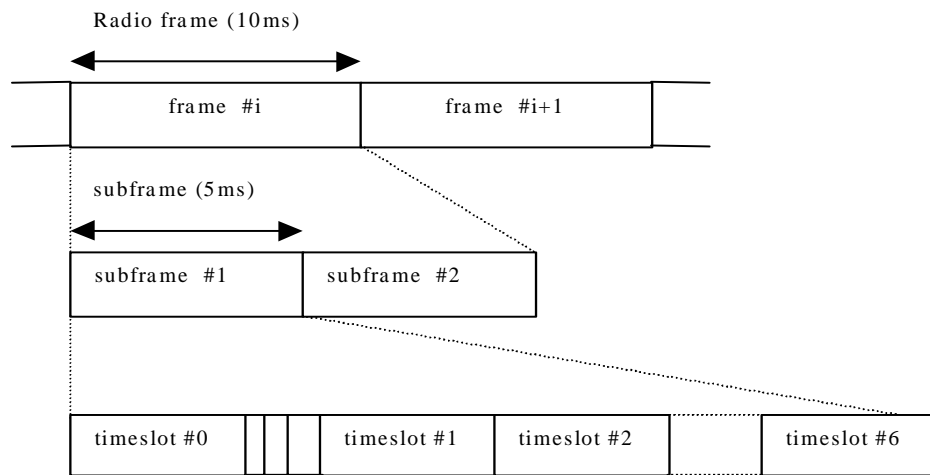 Radio frame (10ms)
frame #i
frame #i+1
subframe (5ms)
subframe #1
subframe #2
timeslot #0
timeslot #1
timeslot #2
timeslot #6